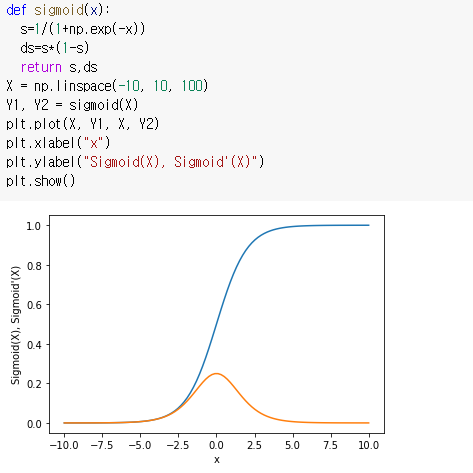 def sigmoid(x):
  s=1/(1+np.exp(-x))
  ds=s*(1-s)
  return s,ds
X = np.linspace(-10, 10, 100)
Y1, Y2 = sigmoid(X)
plt.plot(X, Y1, X, Y2)
plt.xlabel("x")
plt.ylabel("Sigmoid(X), Sigmoid'(X)")
plt.show()
Sigmoid(X), Sigmoid'(X)
1.0
0.8
0.6
0.4
0.2
0.0
−10.0 −7.5 −5.0 −2.5 0.0 2.5 5.0 7.5 10.0
x